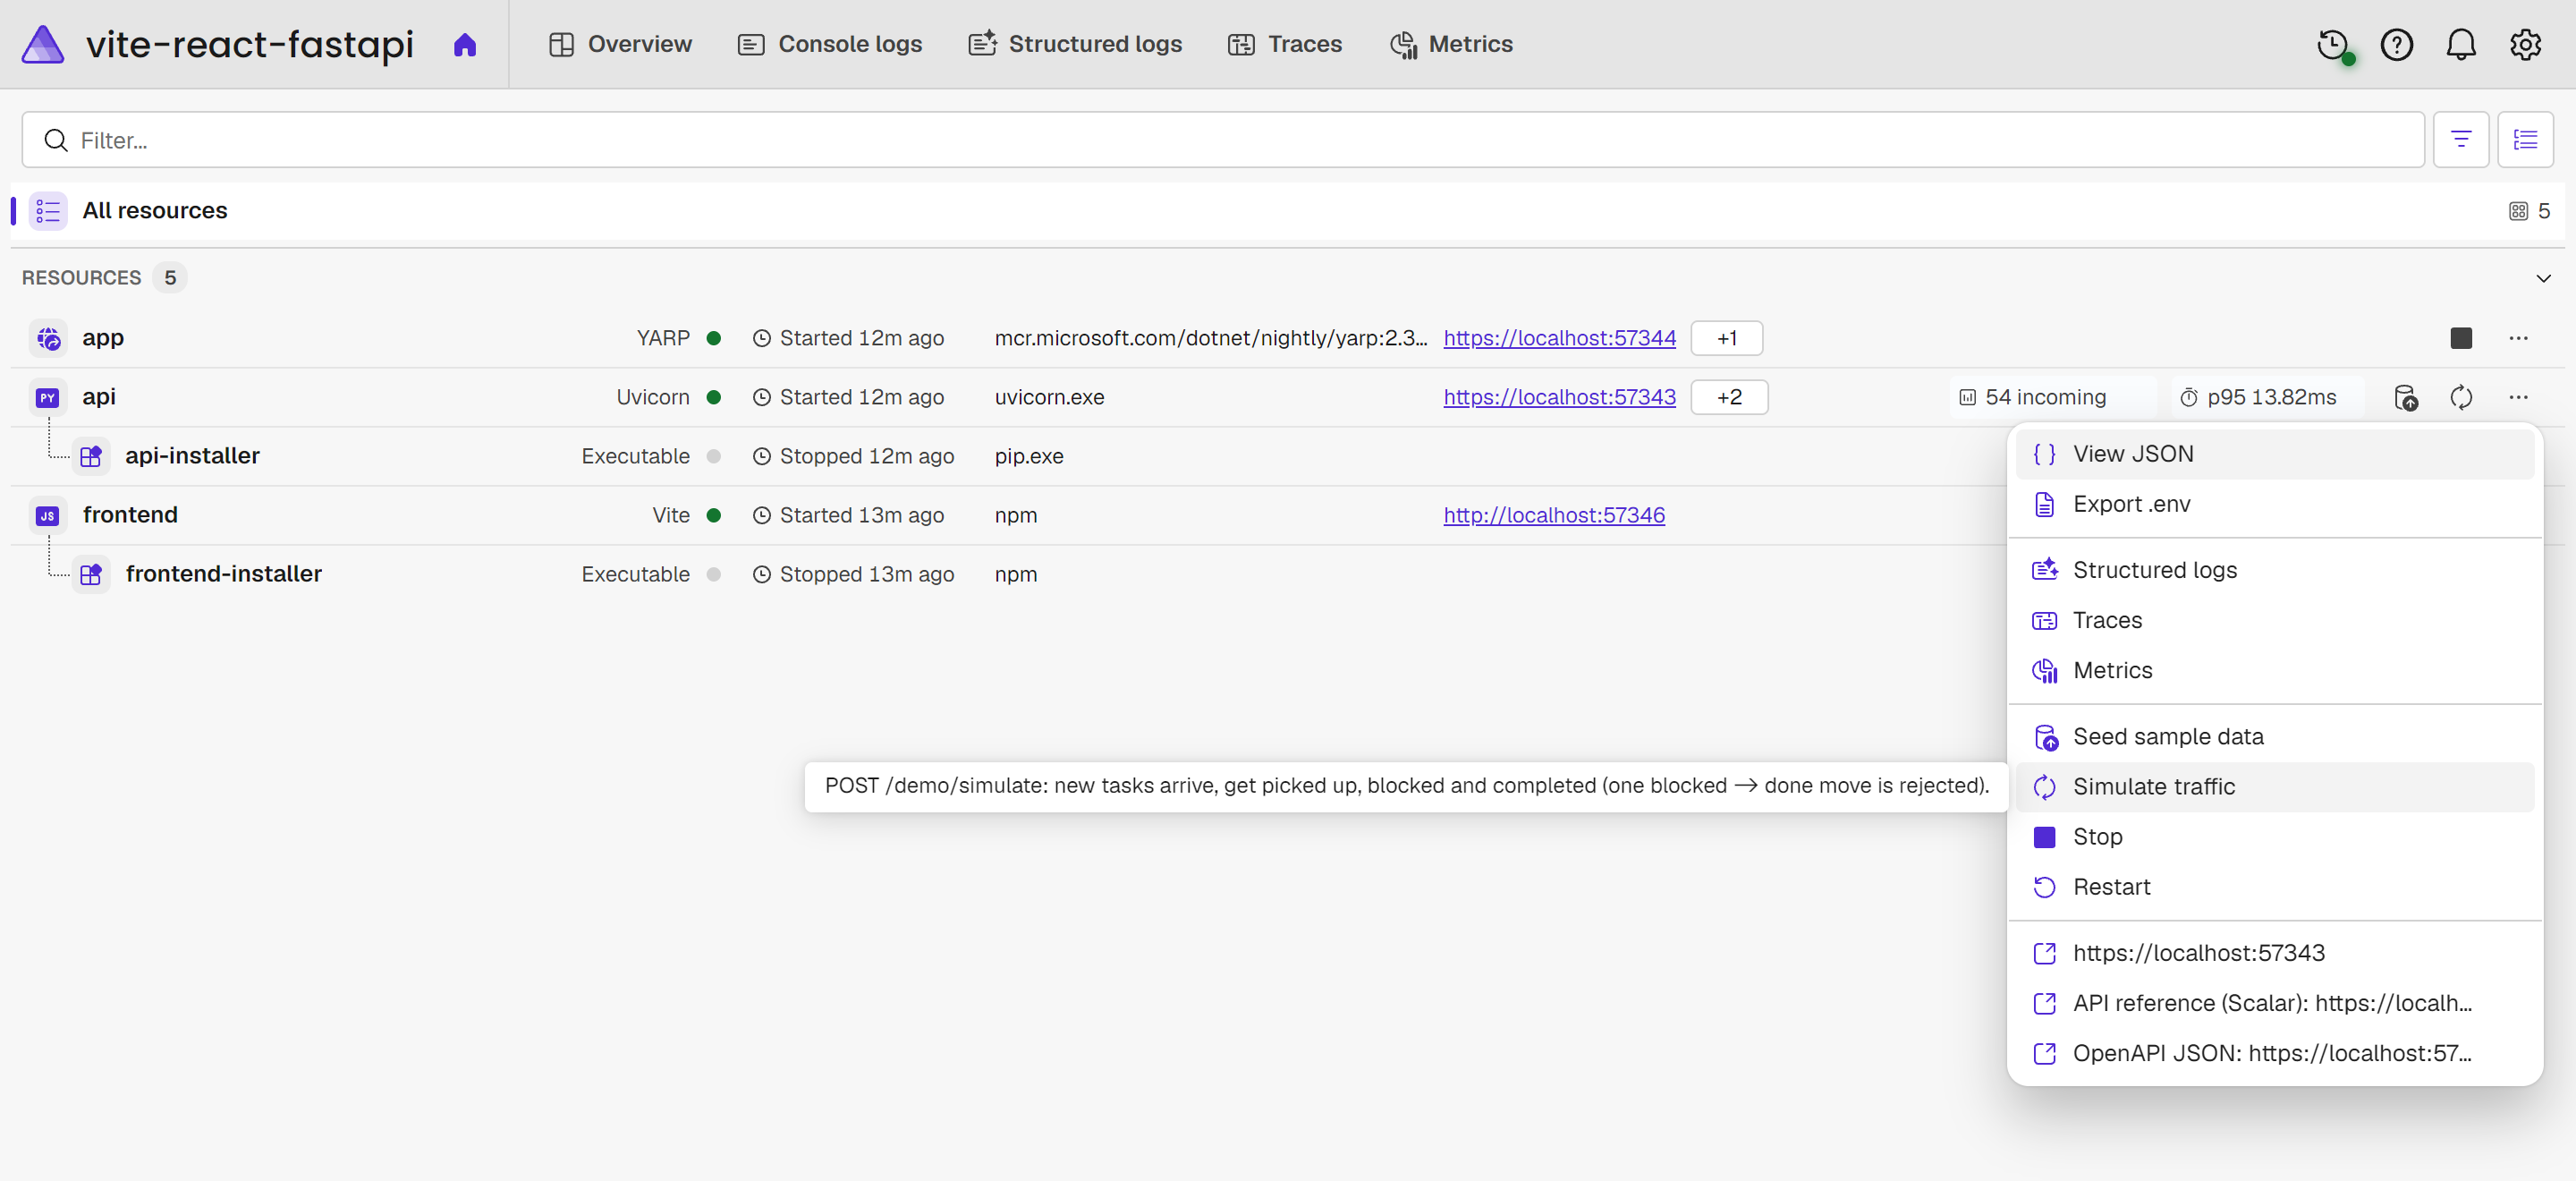 vite-react-fastapi
Overview
Console logs
Structured logs
Traces
Metrics
Filter...
All resources
5
RESOURCES 5
app YARP Started 12m ago mcr.microsoft.com/dotnet/nightly/yarp:2.3... https://localhost:57344 +1
PY api Uvicorn Started 12m ago uvicorn.exe https://localhost:57343 +2 54 incoming p95 13.82ms
api-installer Executable Stopped 12m ago pip.exe
JS frontend Vite Started 13m ago npm http://localhost:57346
frontend-installer Executable Stopped 13m ago npm
View JSON
Export .env
Structured logs
Traces
Metrics
Seed sample data
POST /demo/simulate: new tasks arrive, get picked up, blocked and completed (one blocked → done move is rejected).
Simulate traffic
Stop
Restart
https://localhost:57343
API reference (Scalar): https://localh...
OpenAPI JSON: https://localhost:57...